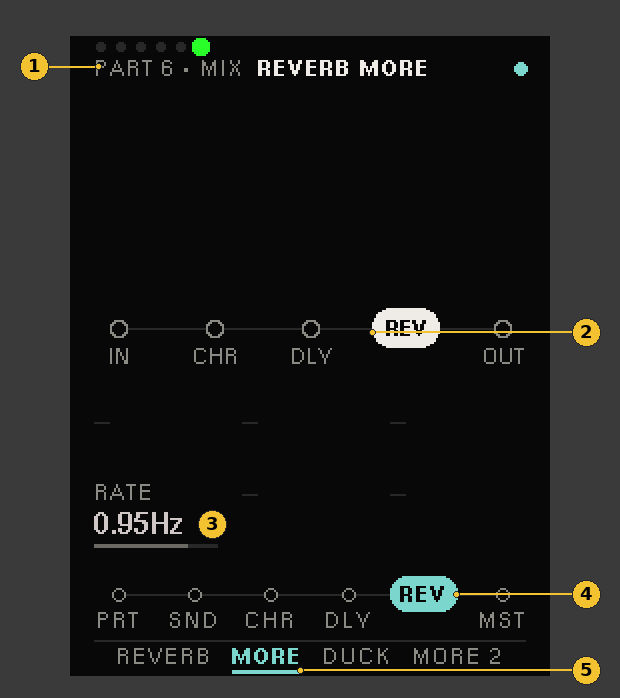 1 PART 6 · MIX REVERB MORE
REV 2
IN CHR DLY OUT
RATE
0.95Hz 3
REV 4
PRT SND CHR DLY MST
REVERB MORE DUCK MORE 2
5